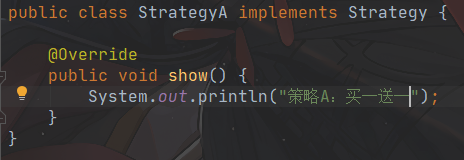 public class StrategyA implements Strategy {
@Override
public void show() {
System.out.println("策略A：买一送一");
}
}